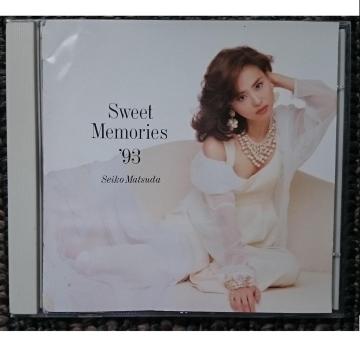 Sweet
Memories
'93
Seiko Matsuda